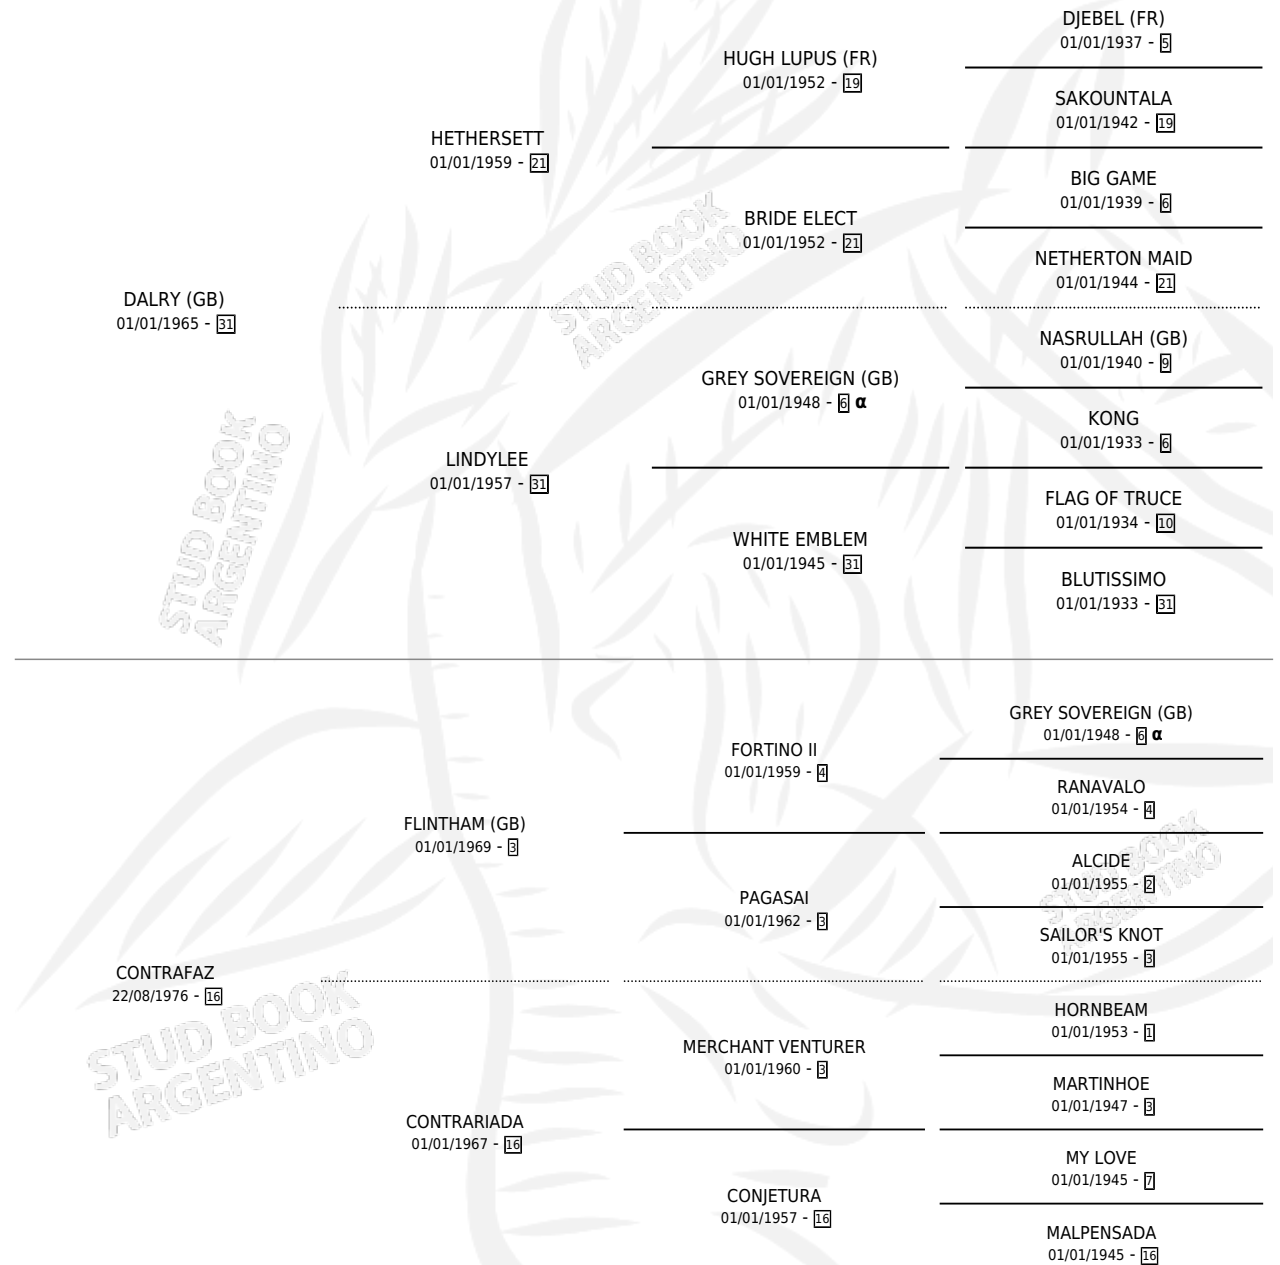 DJEBEL (FR)
01/01/1937 - 5
HUGH LUPUS (FR)
01/01/1952 - 19
SAKOUNTALA
01/01/1942 - 19
HETHERSETT
01/01/1959 - 21
BIG GAME
01/01/1939 - 6
BRIDE ELECT
01/01/1952 - 21
NETHERTON MAID
01/01/1944 - 21
DALRY (GB)
01/01/1965 - 31
NASRULLAH (GB)
01/01/1940 - 9
GREY SOVEREIGN (GB)
01/01/1948 - 6 α
KONG
01/01/1933 - 6
LINDYLEE
01/01/1957 - 31
FLAG OF TRUCE
01/01/1934 - 10
WHITE EMBLEM
01/01/1945 - 31
BLUTISSIMO
01/01/1933 - 31
STUD BOOK
ARGENTINO
STUD BOOK
ARGENTINO
GREY SOVEREIGN (GB)
01/01/1948 - 6 α
FORTINO II
01/01/1959 - 4
RANAVALO
01/01/1954 - 4
FLINTHAM (GB)
01/01/1969 - 3
ALCIDE
01/01/1955 - 2
PAGASAI
01/01/1962 - 3
SAILOR'S KNOT
01/01/1955 - 3
CONTRAFAZ
22/08/1976 - 16
HORNBEAM
01/01/1953 - 1
MERCHANT VENTURER
01/01/1960 - 3
MARTINHOE
01/01/1947 - 3
CONTRARIADA
01/01/1967 - 16
MY LOVE
01/01/1945 - 7
CONJETURA
01/01/1957 - 16
MALPENSADA
01/01/1945 - 16
STUD BOOK
ARGENTINO
STUD BOOK
ARGENTINO